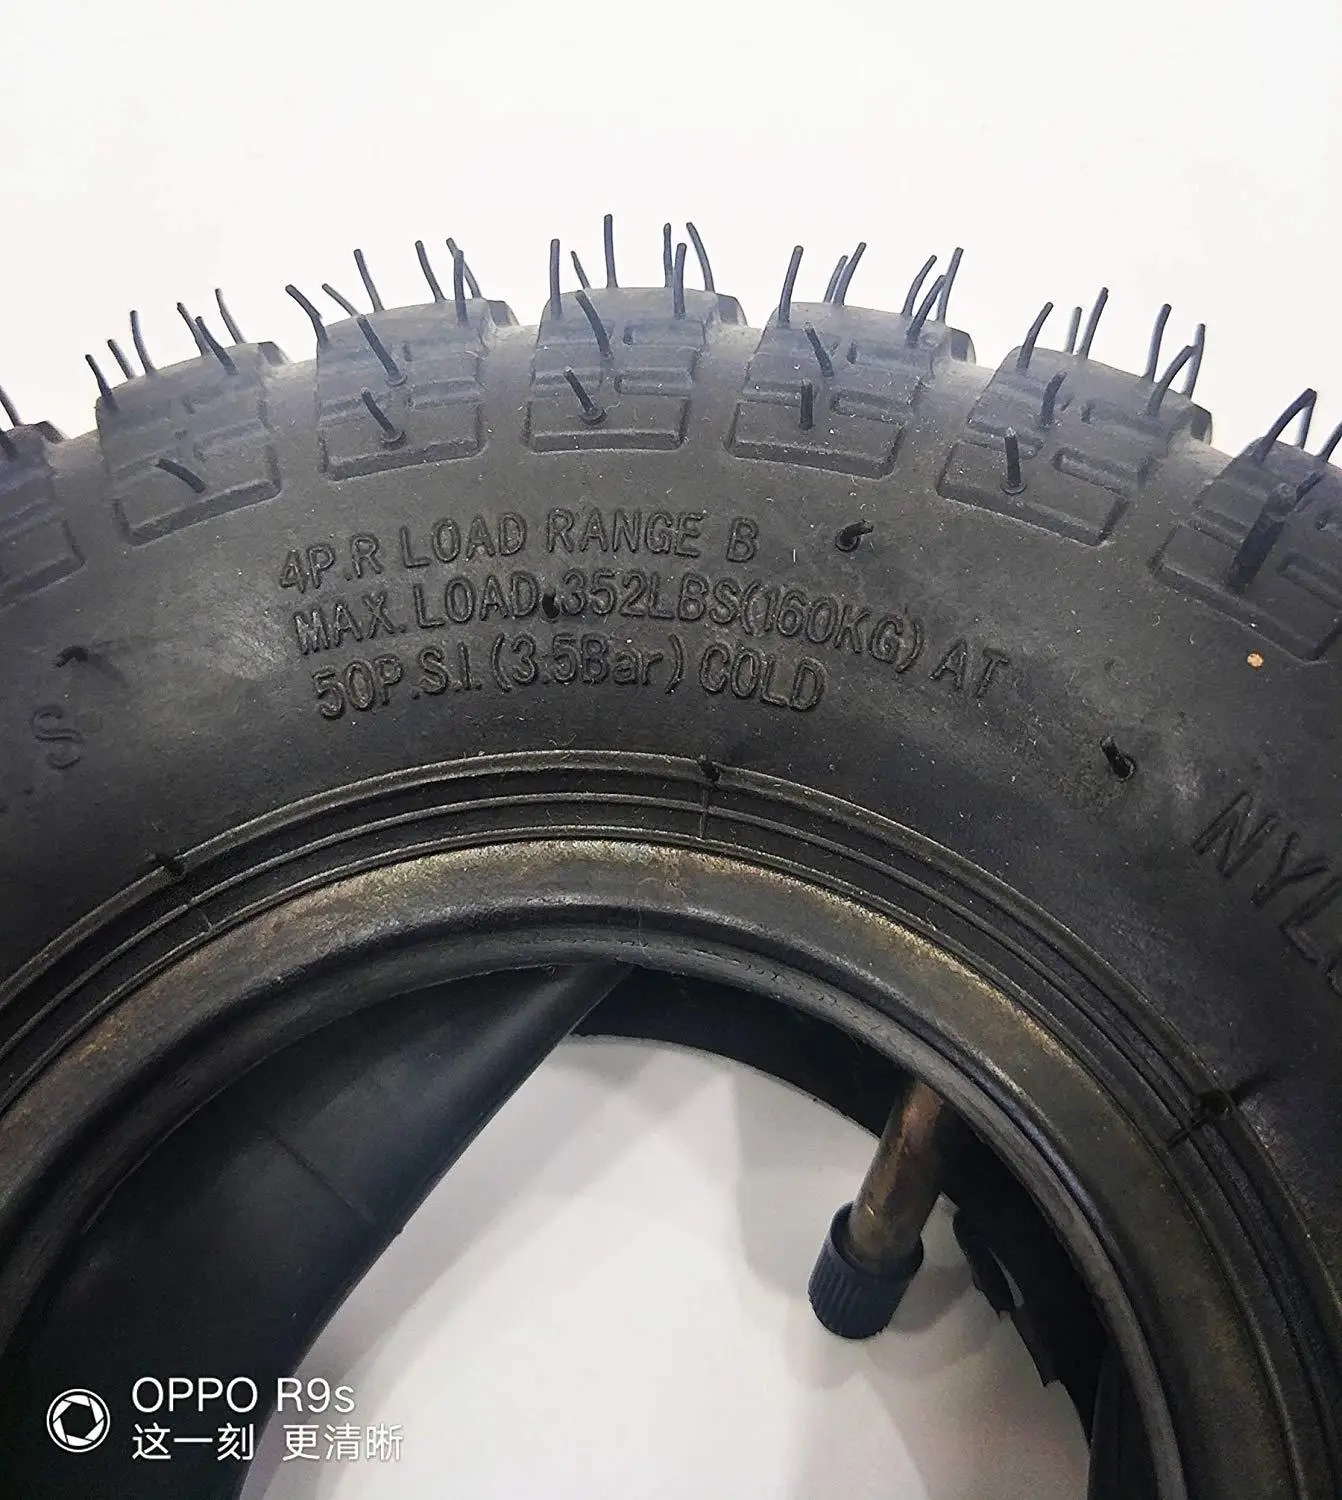 4P.R LOAD RANGE B
MAX. LOAD 352LBS(160KG) AT
50P.S.I.(3.5Bar) COLD
S
OPPO R9s
这一刻 更清晰